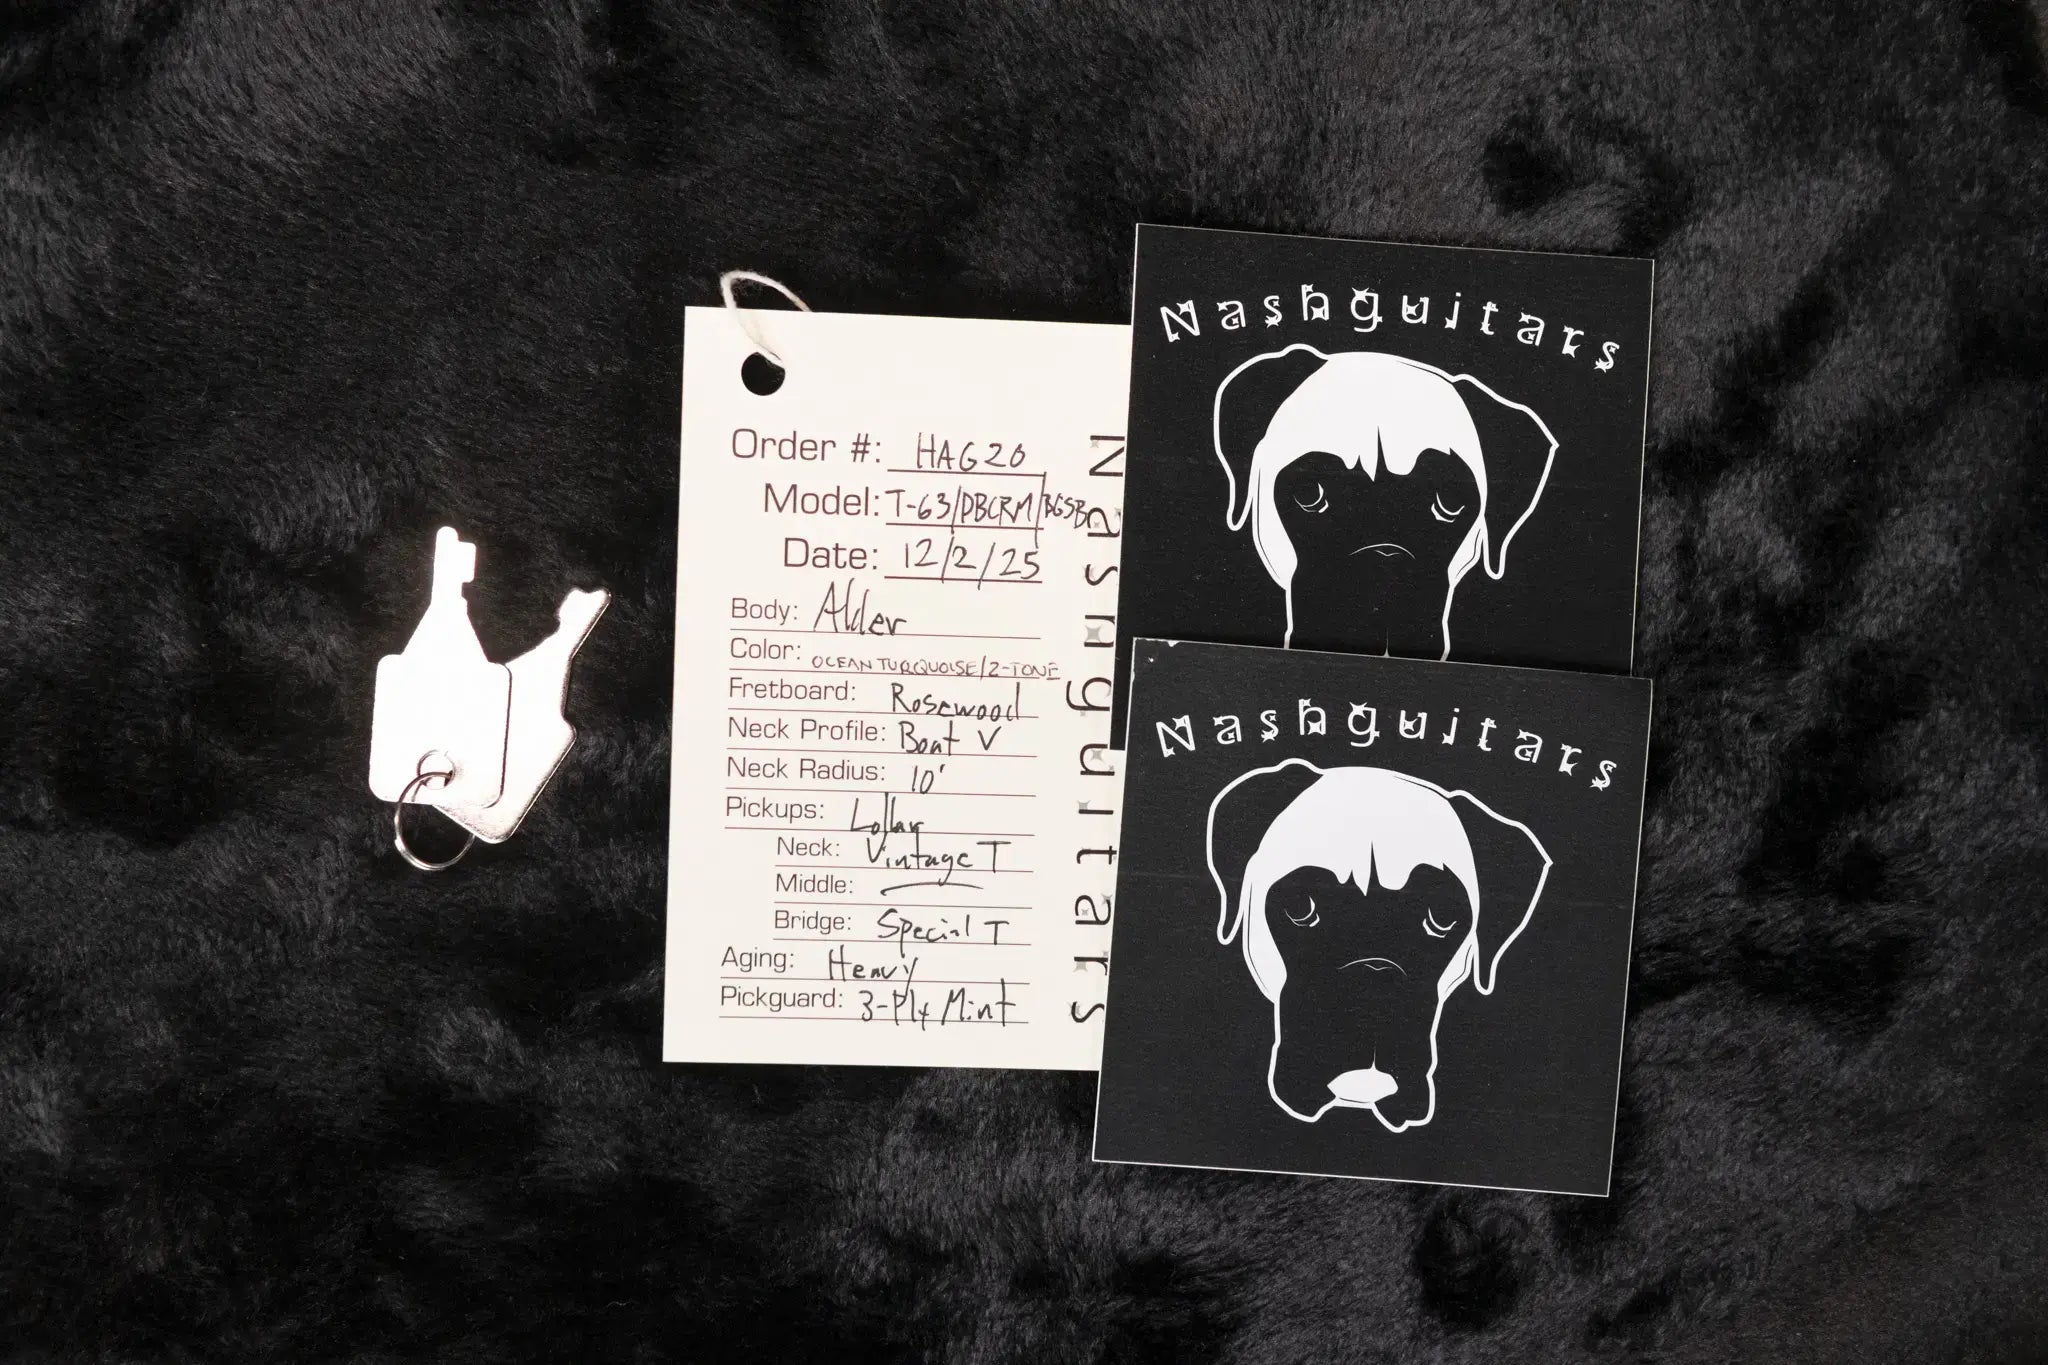 Order #: HAG20
Model: T-63/DBCRM/BGSB
Date: 12/2/25
Body: Alder
Color: OCEAN TURQUOISE/2-TONE
Fretboard: Rosewood
Neck Profile: Boat V
Neck Radius: 10'
Pickups: Lollar
Neck: Vintage T
Middle:
Bridge: Special T
Aging: Heavy
Pickguard: 3-Ply Mint
Nashguitars
Nashguitars
Nashguitars